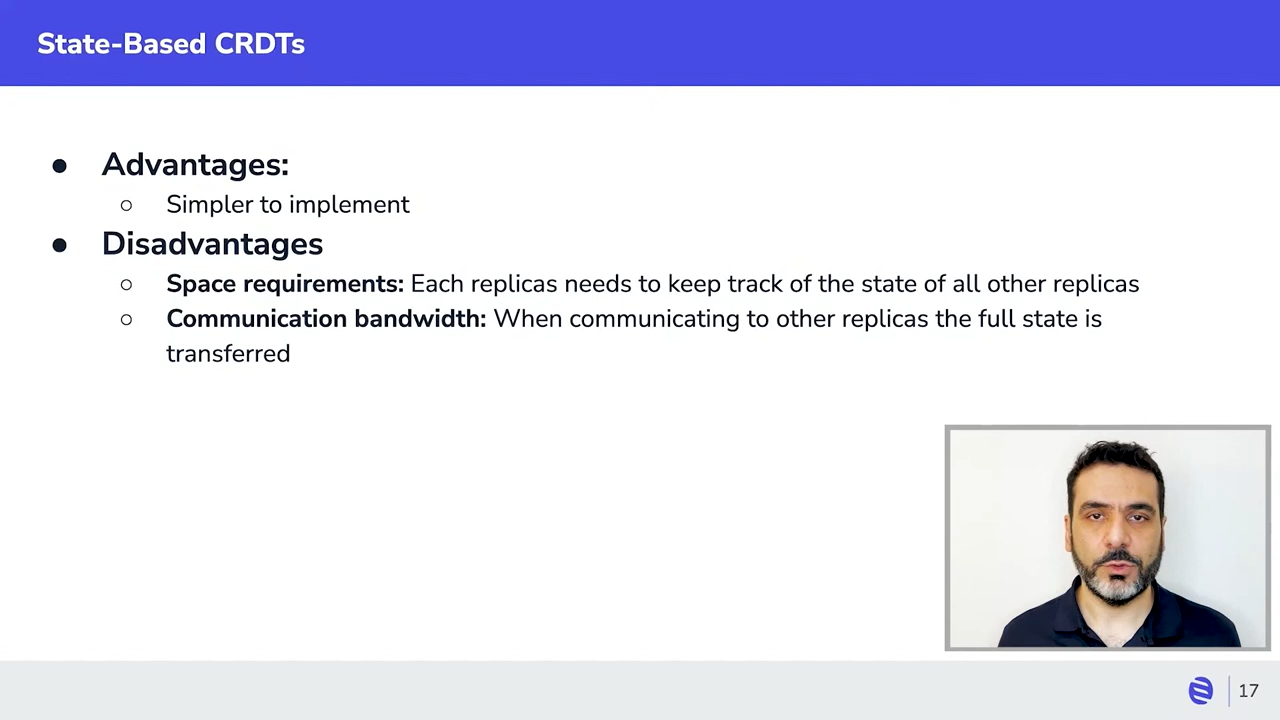 State-Based CRDTs
● Advantages:
○ Simpler to implement
● Disadvantages
○ Space requirements: Each replicas needs to keep track of the state of all other replicas
○ Communication bandwidth: When communicating to other replicas the full state is
transferred
17